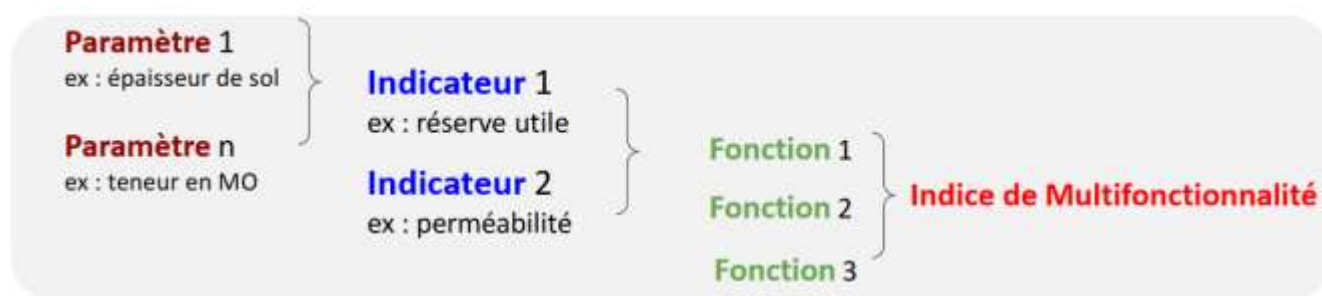 Paramètre 1
ex : épaisseur de sol
Paramètre n
ex : teneur en MO
Indicateur 1
ex : réserve utile
Indicateur 2
ex : perméabilité
Fonction 1
Fonction 2
Fonction 3
Indice de Multifonctionnalité